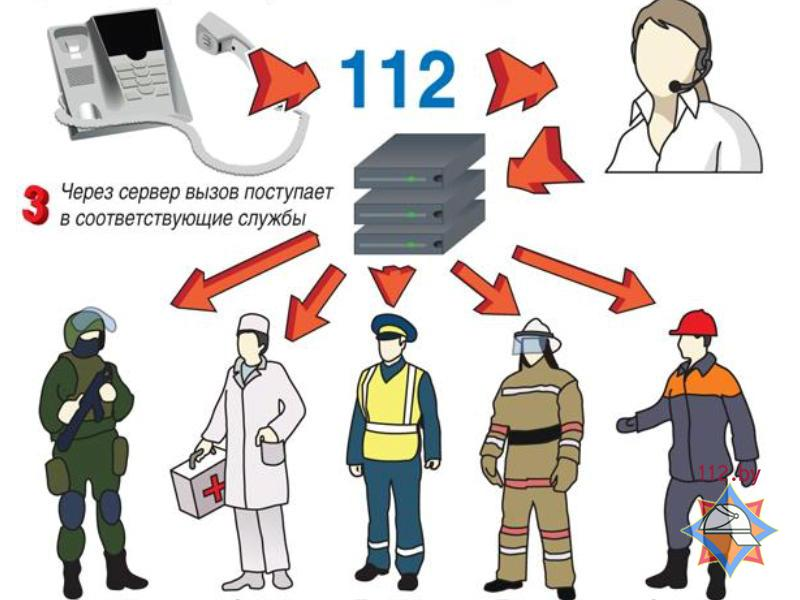 112
3 Через сервер вызов поступает
в соответствующие службы
112.by